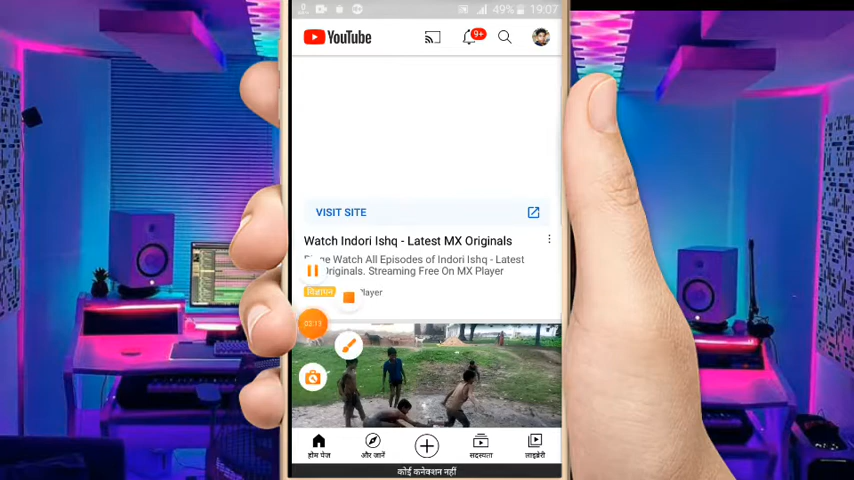 49% 19:07
YouTube
9+
VISIT SITE
Watch Indori Ishq - Latest MX Originals
Watch All Episodes of Indori Ishq - Latest
Originals. Streaming Free On MX Player
विज्ञापन
02:13
होम पेज और जानें सदस्यता लाइब्रेरी
कोई कनेक्शन नहीं